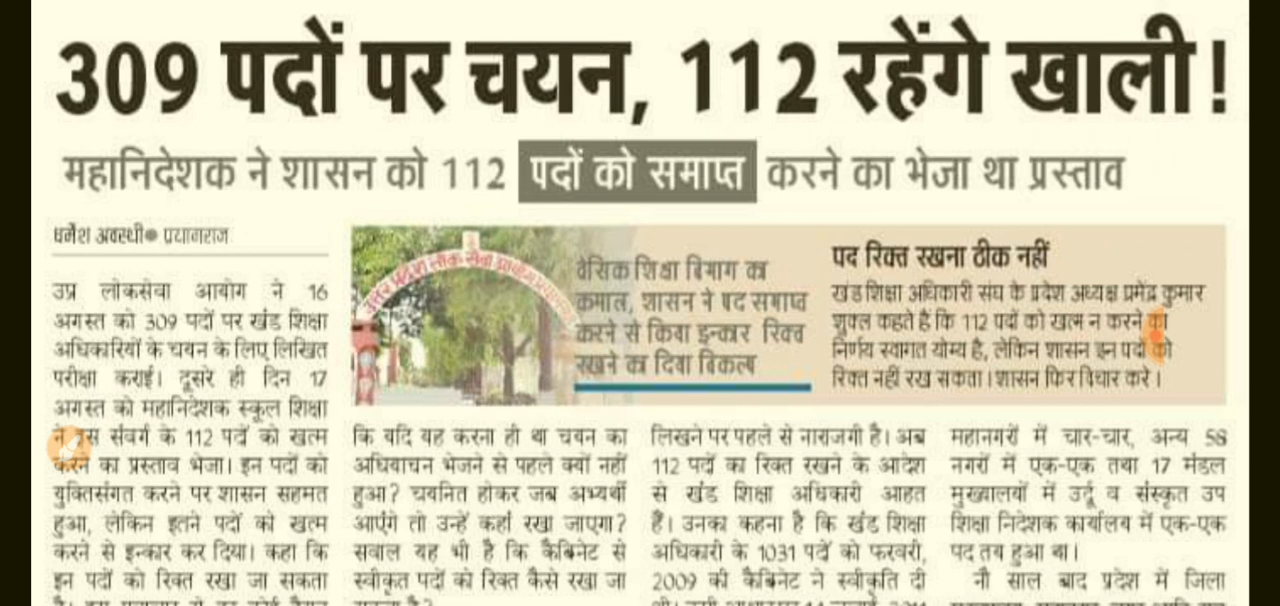 309 पदों पर चयन, 112 रहेंगे खाली!
महानिदेशक ने शासन को 112 पदों को समाप्त करने का भेजा था प्रस्ताव
धर्मेश अवस्थी● प्रयागराज
उप्र लोकसेवा आयोग ने 16
अगस्त को 309 पदों पर खंड शिक्षा
अधिकारियों के चयन के लिए लिखित
परीक्षा कराई। दूसरे ही दिन 17
अगस्त को महानिदेशक स्कूल शिक्षा
ने संवर्ग के 112 पदों को खत्म
करने का प्रस्ताव भेजा। इन पदों को
युक्तिसंगत करने पर शासन सहमत
हुआ, लेकिन इतने पदों को खत्म
करने से इन्कार कर दिया। कहा कि
इन पदों को रिक्त रखा जा सकता
उत्तर प्रदेश लोक सेवा आयोग
बेसिक शिक्षा विभाग का
कमाल, शासन ने पद समाप्त
करने से किया इन्कार रिक्त
रखने का दिया विकल्प
पद रिक्त रखना ठीक नहीं
खंड शिक्षा अधिकारी संघ के प्रदेश अध्यक्ष प्रमेंद्र कुमार
शुक्ल कहते हैं कि 112 पदों को खत्म न करने का
निर्णय स्वागत योग्य है, लेकिन शासन इन पदों को
रिक्त नहीं रख सकता। शासन फिर विचार करे।
कि यदि यह करना ही था चयन का
अधियाचन भेजने से पहले क्यों नहीं
हुआ? चयनित होकर जब अभ्यर्थी
आएंगे तो उन्हें कहां रखा जाएगा?
सवाल यह भी है कि कैबिनेट से
स्वीकृत पदों को रिक्त कैसे रखा जा
लिखने पर पहले से नाराजगी है। अब
112 पदों का रिक्त रखने के आदेश
से खंड शिक्षा अधिकारी आहत
हैं। उनका कहना है कि खंड शिक्षा
अधिकारी के 1031 पदों को फरवरी,
2009 की कैबिनेट ने स्वीकृति दी
महानगरों में चार-चार, अन्य 58
नगरों में एक-एक तथा 17 मंडल
मुख्यालयों में उर्दू व संस्कृत उप
शिक्षा निदेशक कार्यालय में एक-एक
पद तय हुआ था।
नौ साल बाद प्रदेश में जिला